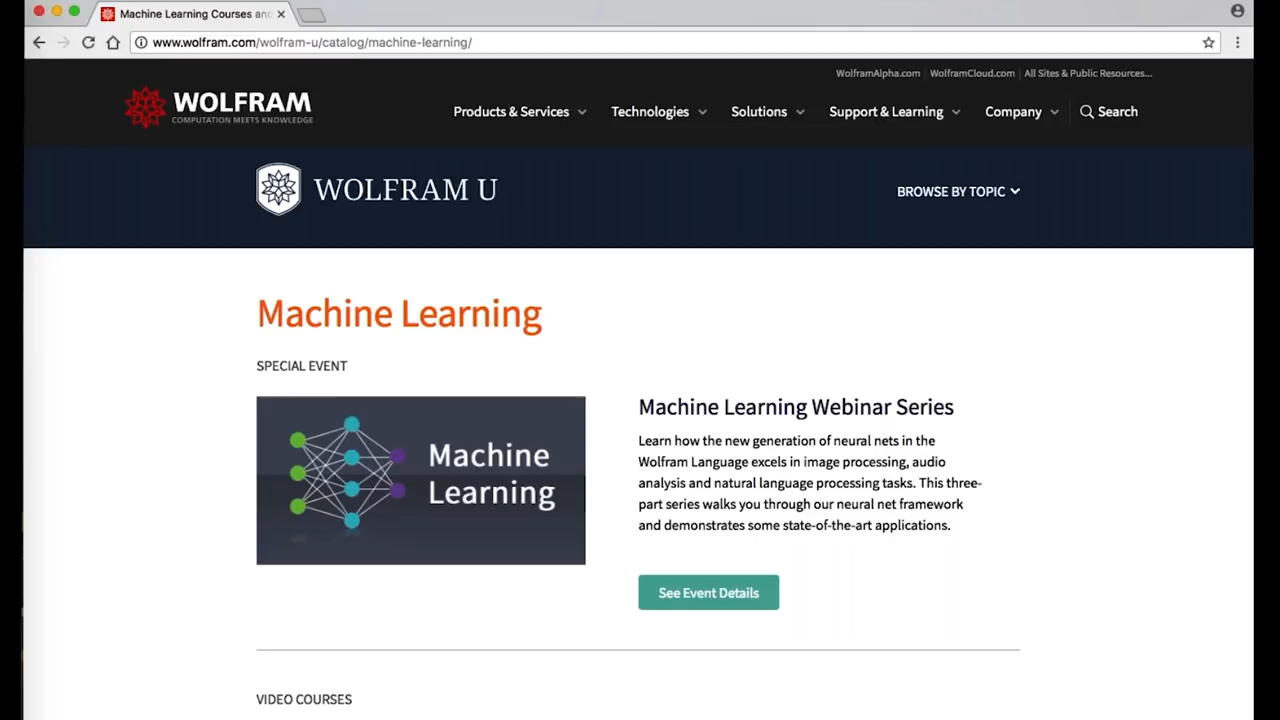 Machine Learning Courses and
www.wolfram.com/wolfram-u/catalog/machine-learning/
WolframAlpha.com WolframCloud.com All Sites & Public Resources...
WOLFRAM
COMPUTATION MEETS KNOWLEDGE
Products & Services Technologies Solutions Support & Learning Company Search
WOLFRAM U
BROWSE BY TOPIC
Machine Learning
SPECIAL EVENT
Machine
Learning
Machine Learning Webinar Series
Learn how the new generation of neural nets in the
Wolfram Language excels in image processing, audio
analysis and natural language processing tasks. This three-
part series walks you through our neural net framework
and demonstrates some state-of-the-art applications.
See Event Details
VIDEO COURSES